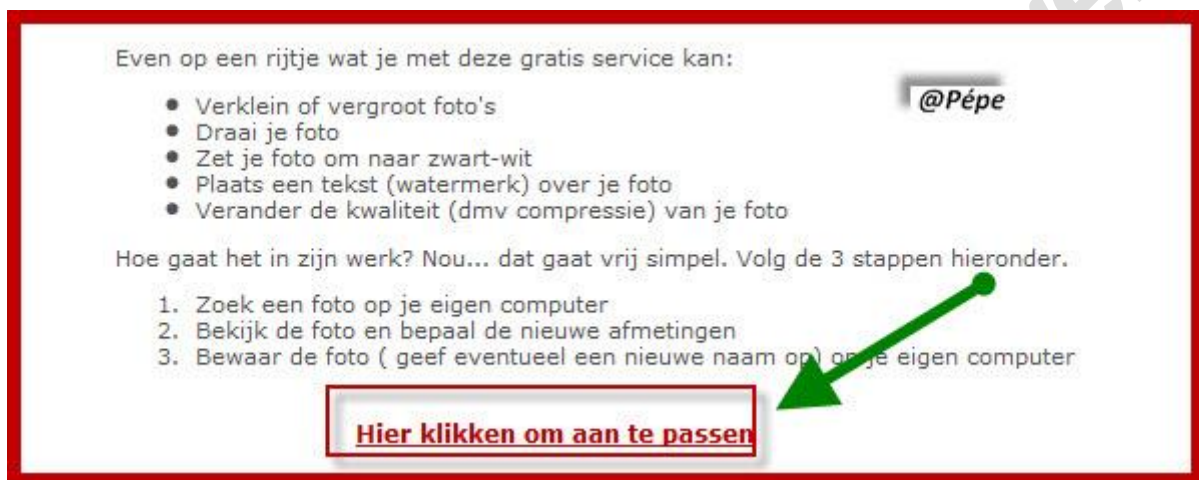 Even op een rijtje wat je met deze gratis service kan:
@Pépe
• Verklein of vergroot foto's
• Draai je foto
• Zet je foto om naar zwart-wit
• Plaats een tekst (watermerk) over je foto
• Verander de kwaliteit (dmv compressie) van je foto
Hoe gaat het in zijn werk? Nou... dat gaat vrij simpel. Volg de 3 stappen hieronder.
1. Zoek een foto op je eigen computer
2. Bekijk de foto en bepaal de nieuwe afmetingen
3. Bewaar de foto ( geef eventueel een nieuwe naam op) op je eigen computer
Hier klikken om aan te passen